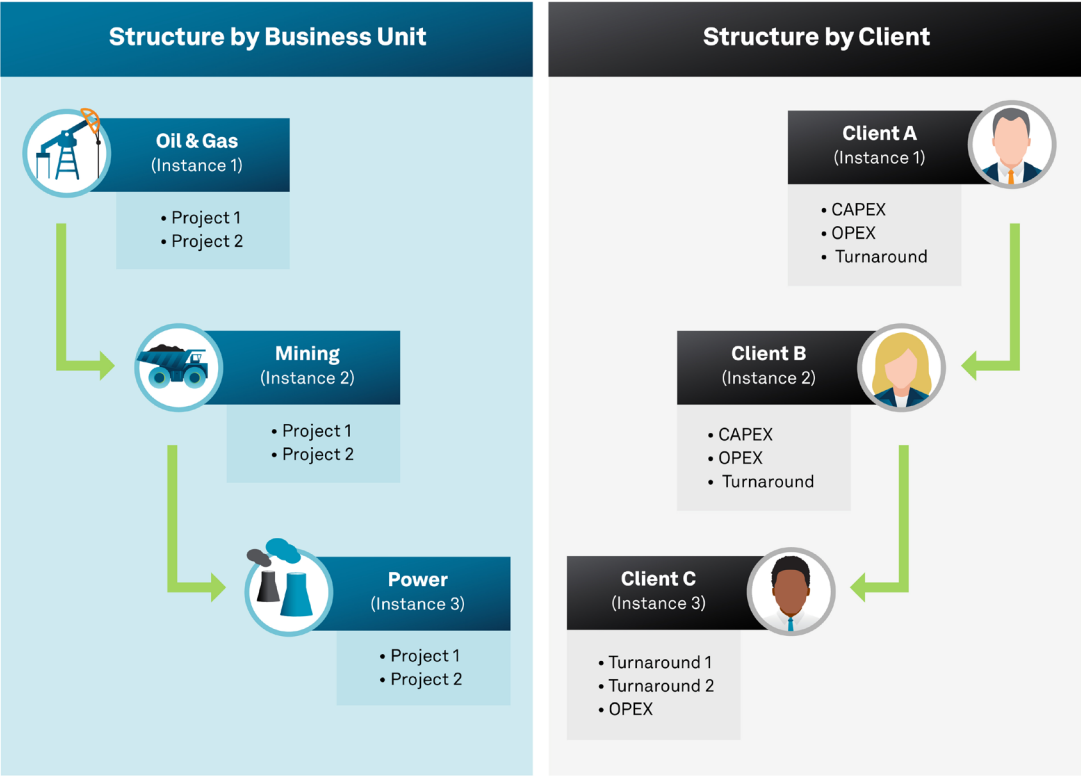 Structure by Business Unit
Oil & Gas
(Instance 1)
• Project 1
• Project 2
Mining
(Instance 2)
• Project 1
• Project 2
Power
(Instance 3)
• Project 1
• Project 2
Structure by Client
Client A
(Instance 1)
• CAPEX
• OPEX
• Turnaround
Client B
(Instance 2)
• CAPEX
• OPEX
• Turnaround
Client C
(Instance 3)
• Turnaround 1
• Turnaround 2
• OPEX